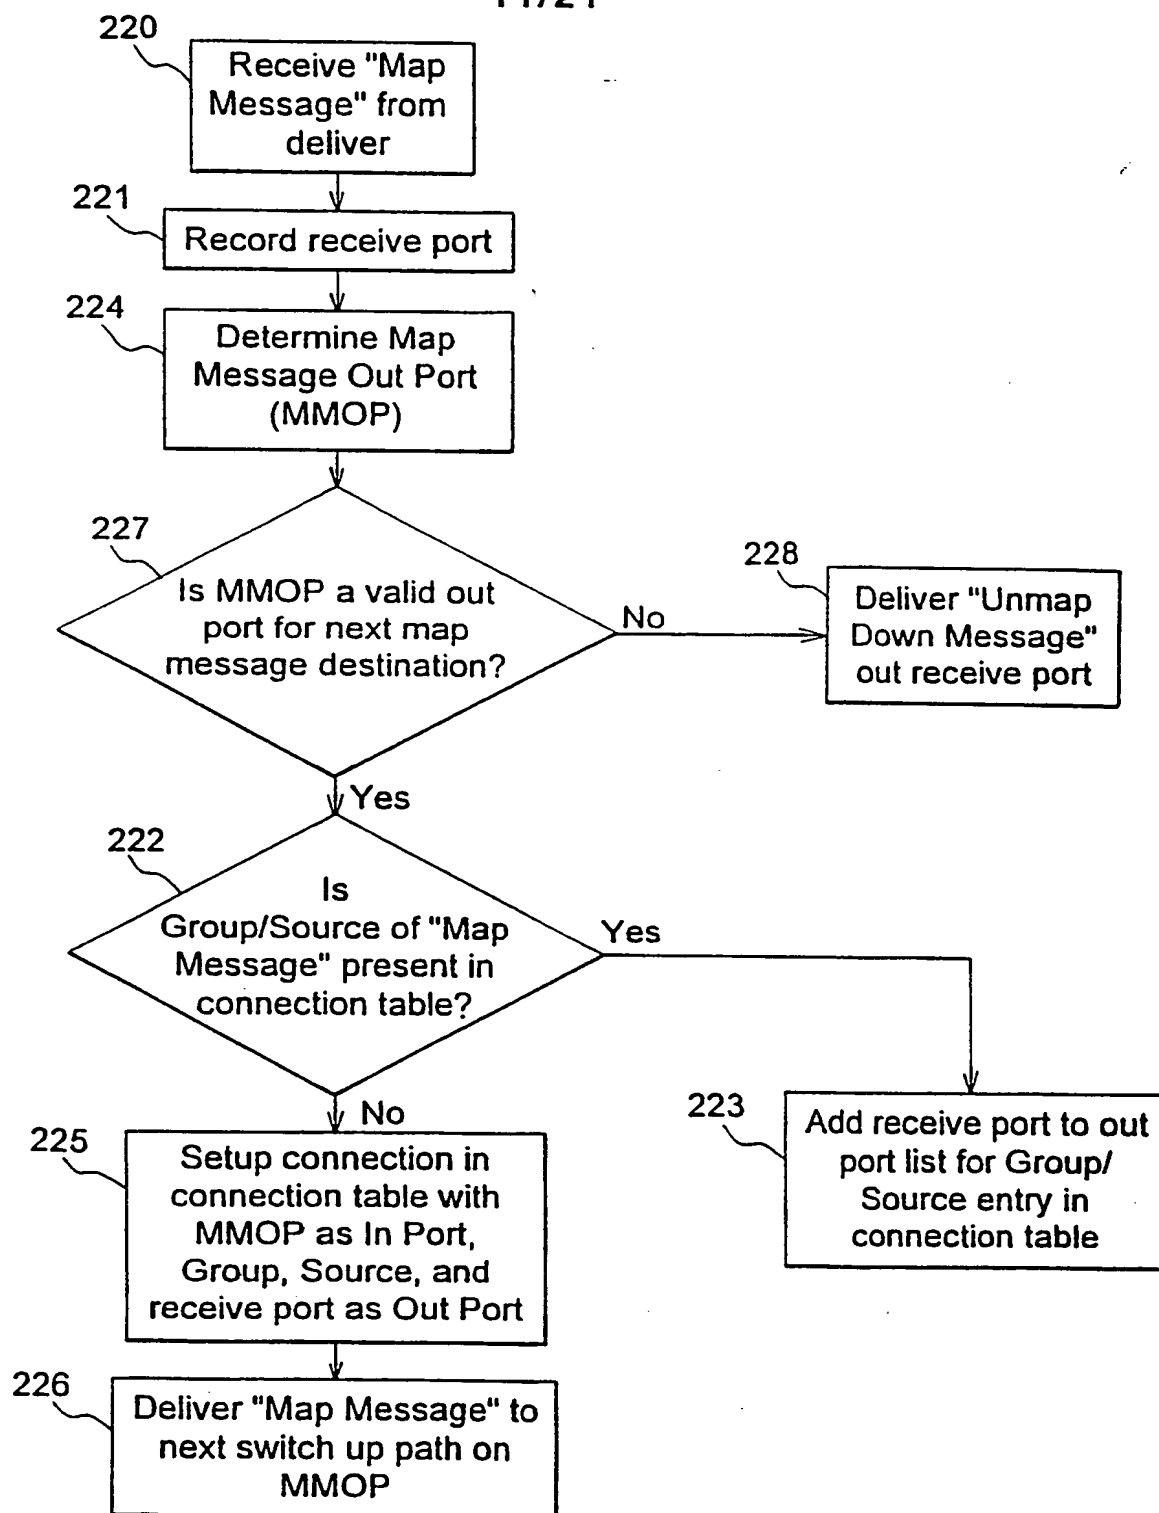 220
Receive "Map
Message" from
deliver
221
Record receive port
224
Determine Map
Message Out Port
(MMOP)
227
Is MMOP a valid out
port for next map
message destination?
No
228
Deliver "Unmap
Down Message"
out receive port
Yes
222
Is
Group/Source of "Map
Message" present in
connection table?
Yes
No
223
Add receive port to out
port list for Group/
Source entry in
connection table
225
Setup connection in
connection table with
MMOP as In Port,
Group, Source, and
receive port as Out Port
226
Deliver "Map Message" to
next switch up path on
MMOP